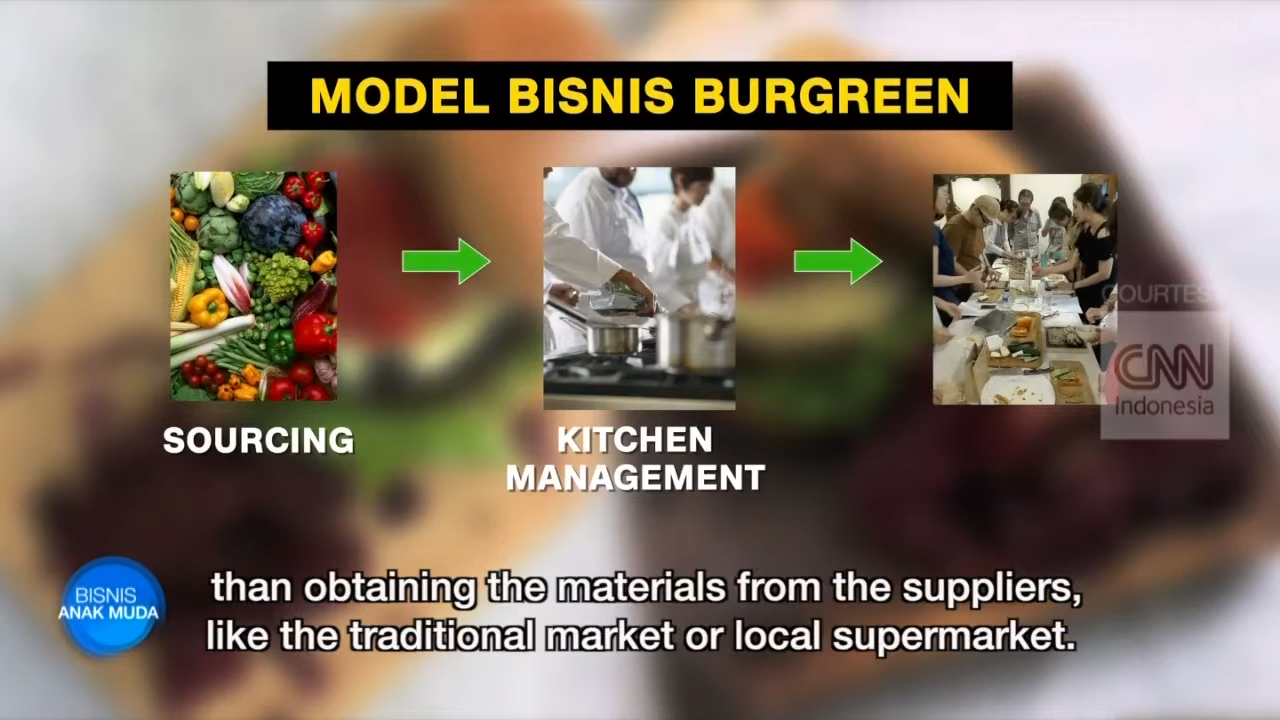 MODEL BISNIS BURGREEN
COURTES
CNN
Indonesia
SOURCING
KITCHEN
MANAGEMENT
BISNIS
ANAK MUDA
than obtaining the materials from the suppliers,
like the traditional market or local supermarket.